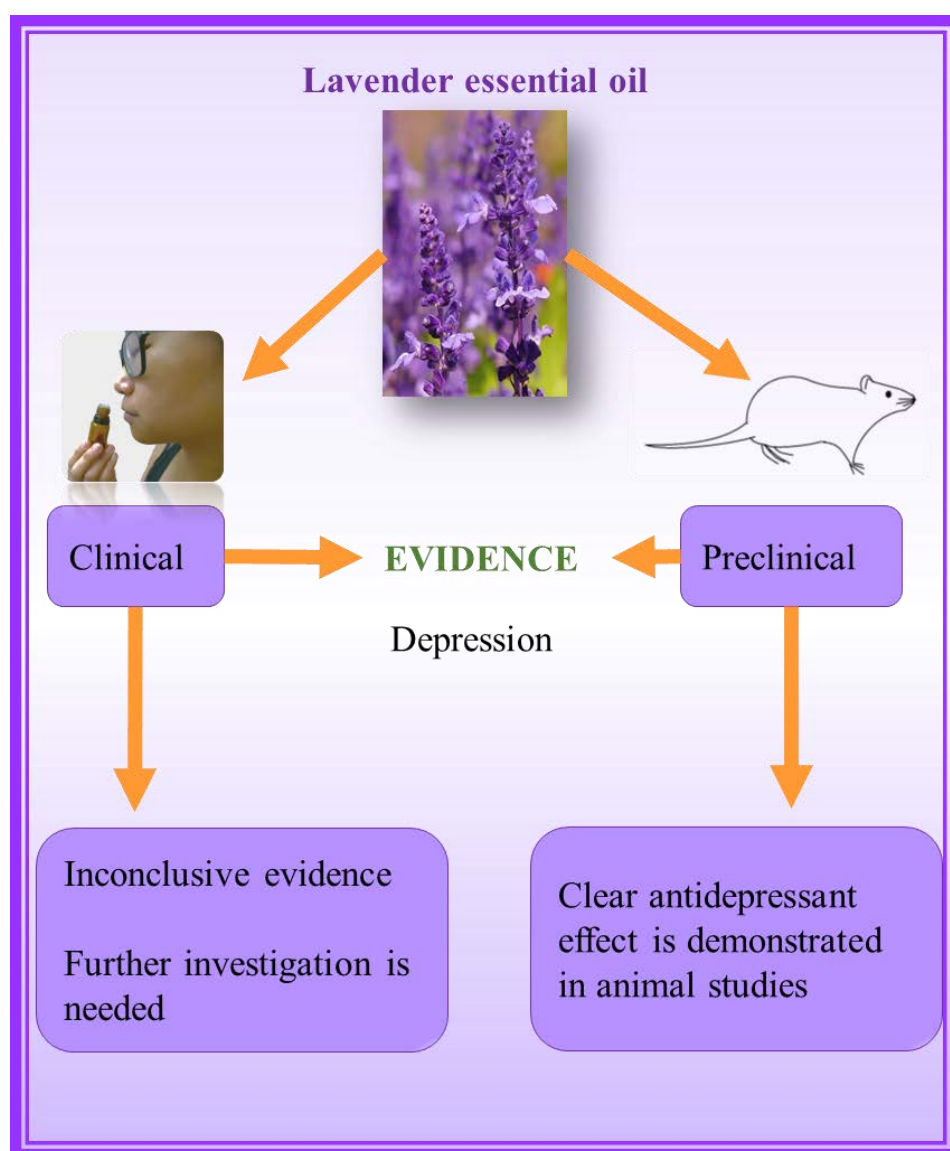 Lavender essential oil
Clinical
EVIDENCE
Preclinical
Depression
Inconclusive evidence
Further investigation is
needed
Clear antidepressant
effect is demonstrated
in animal studies